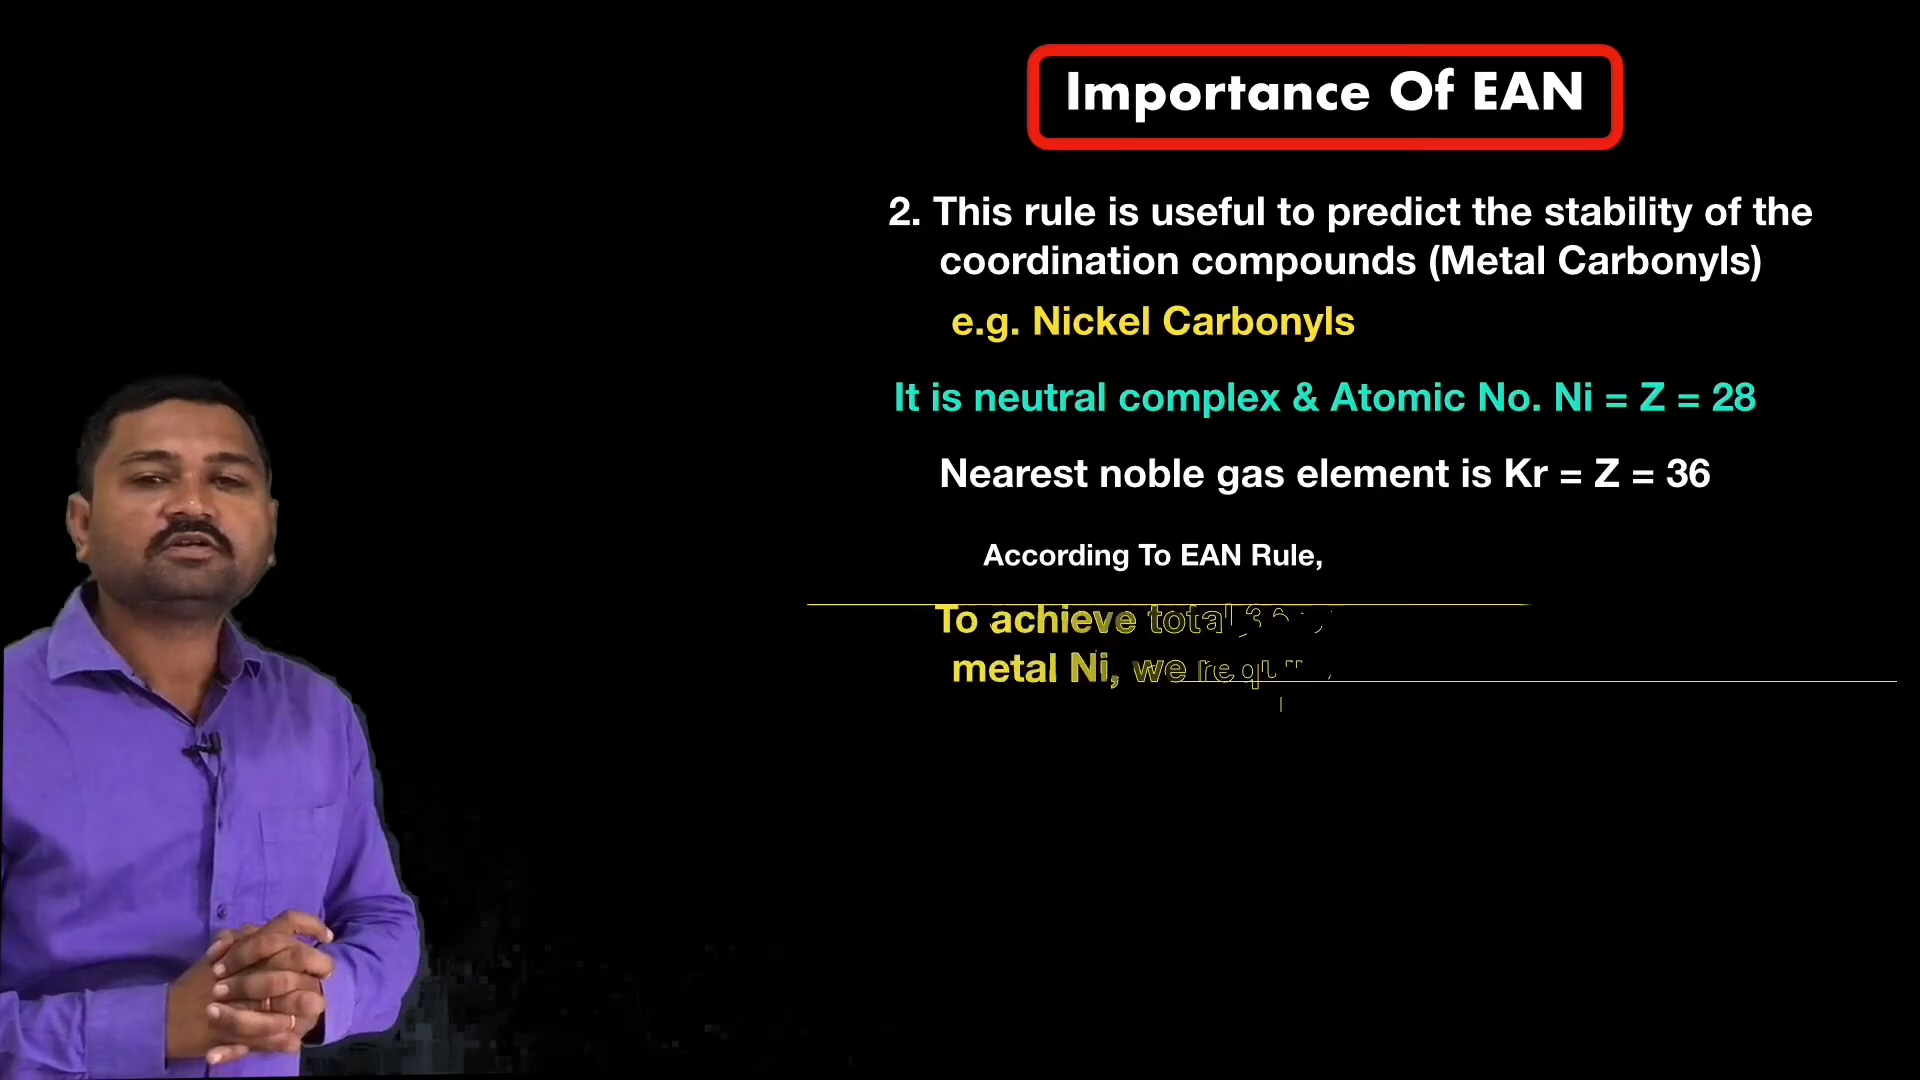 Importance Of EAN
2. This rule is useful to predict the stability of the
coordination compounds (Metal Carbonyls)
e.g. Nickel Carbonyls
It is neutral complex & Atomic No. Ni = Z = 28
Nearest noble gas element is Kr = Z = 36
According To EAN Rule,
To achieve total
metal Ni, we